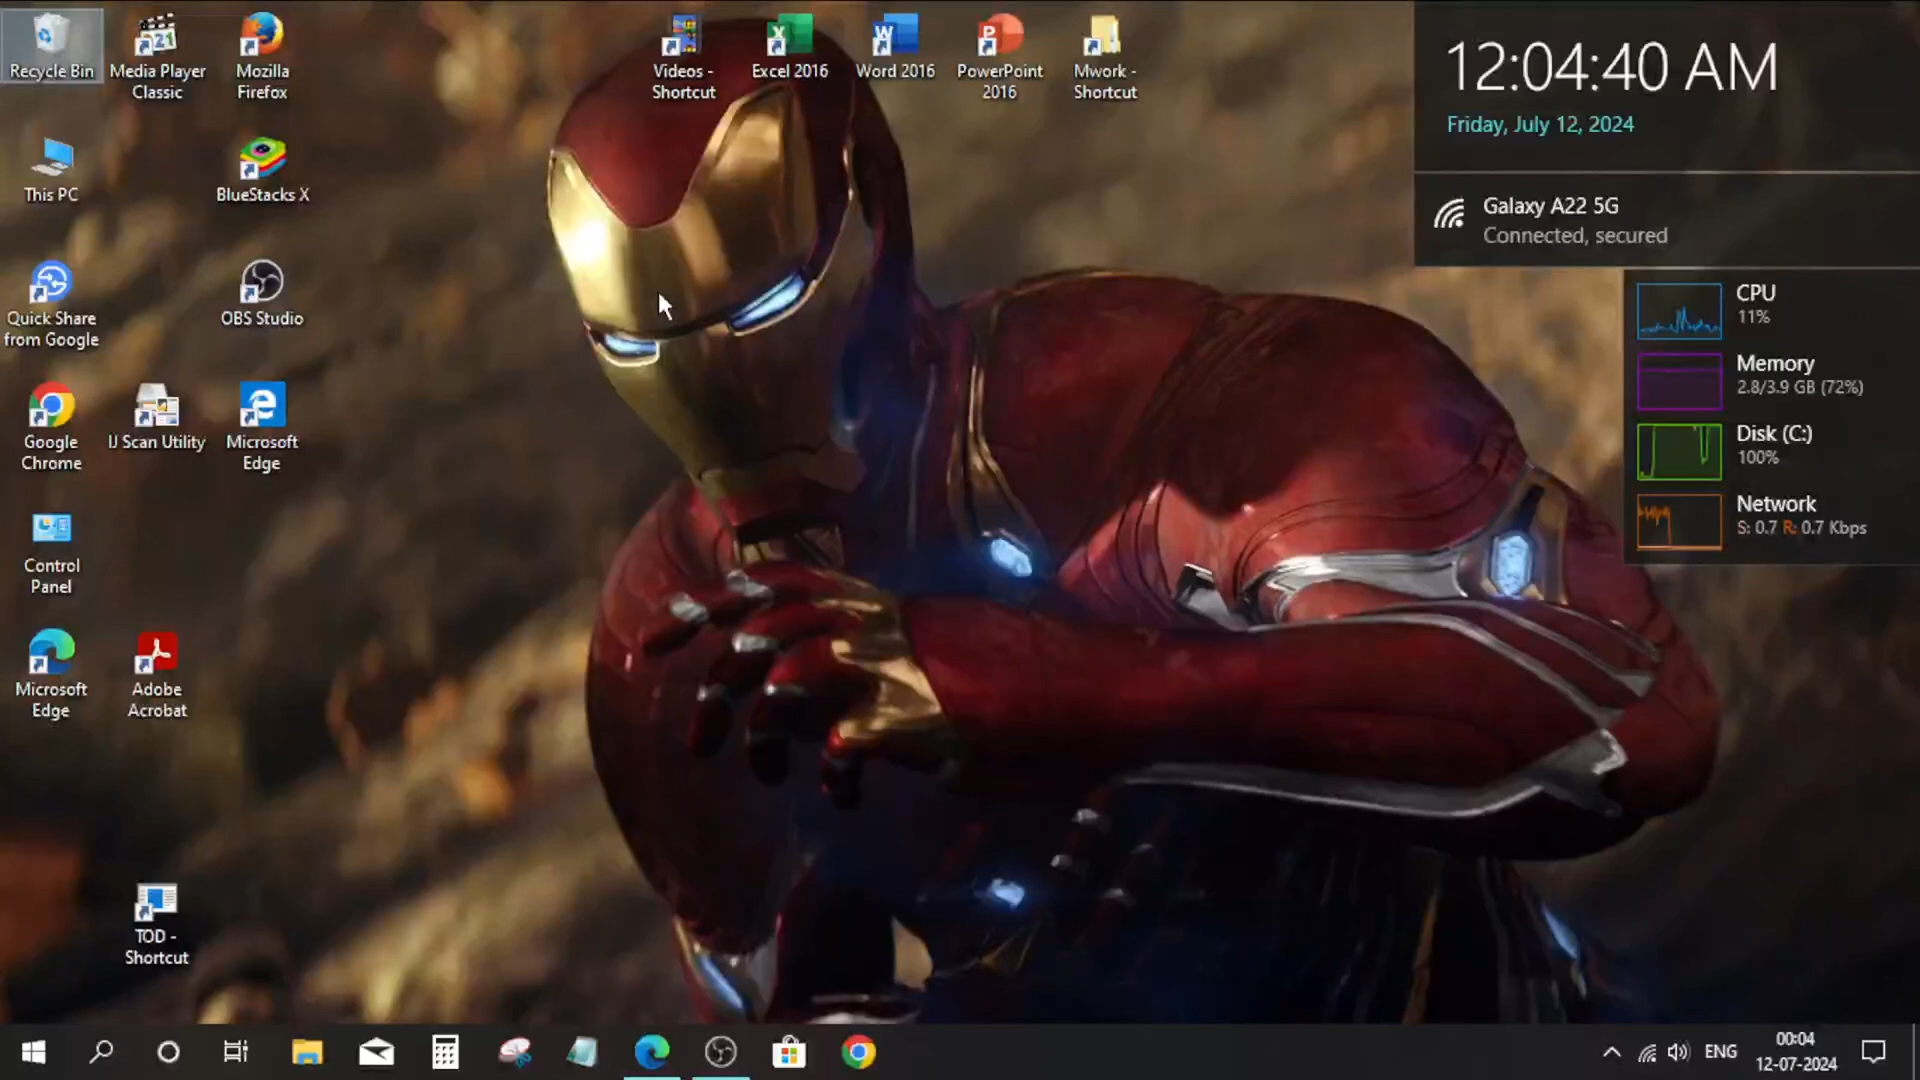 Recycle Bin
Media Player
Classic
Mozilla
Firefox
Videos -
Shortcut
Excel 2016
Word 2016
PowerPoint
2016
Mwork -
Shortcut
12:04:40 AM
Friday, July 12, 2024
This PC
BlueStacks X
Galaxy A22 5G
Connected, secured
Quick Share
from Google
OBS Studio
CPU
11%
Memory
2.8/3.9 GB (72%)
Google
Chrome
IJ Scan Utility
Microsoft
Edge
Disk (C:)
100%
Network
S: 0.7 R: 0.7 Kbps
Control
Panel
Microsoft
Edge
Adobe
Acrobat
TOD -
Shortcut
ENG
00:04
12-07-2024